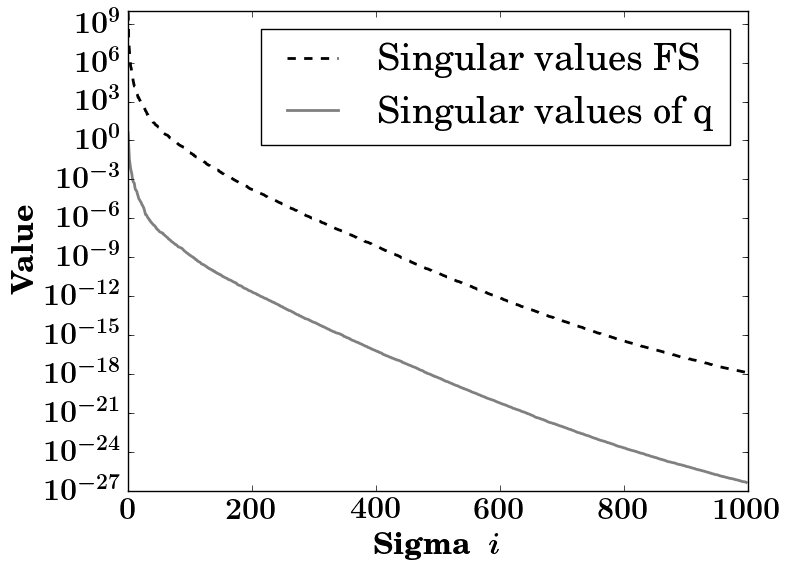 10^9
10^6
10^3
10^0
10^{-3}
10^{-6}
10^{-9}
10^{-12}
10^{-15}
10^{-18}
10^{-21}
10^{-24}
10^{-27}
Value
Singular values FS
Singular values of q
0 200 400 600 800 1000
Sigma i